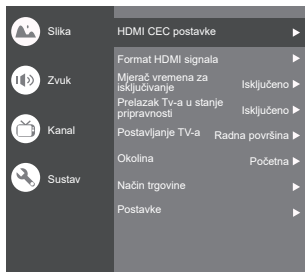 Slika
Zvuk
Kanal
Sustav
HDMI CEC postavke
Format HDMI signala
Mjerač vremena za
isključivanje
Isključeno
Prelazak Tv-a u stanje
pripravnosti
Isključeno
Postavljanje TV-a
Radna površina
Okolina
Početna
Način trgovine
Postavke